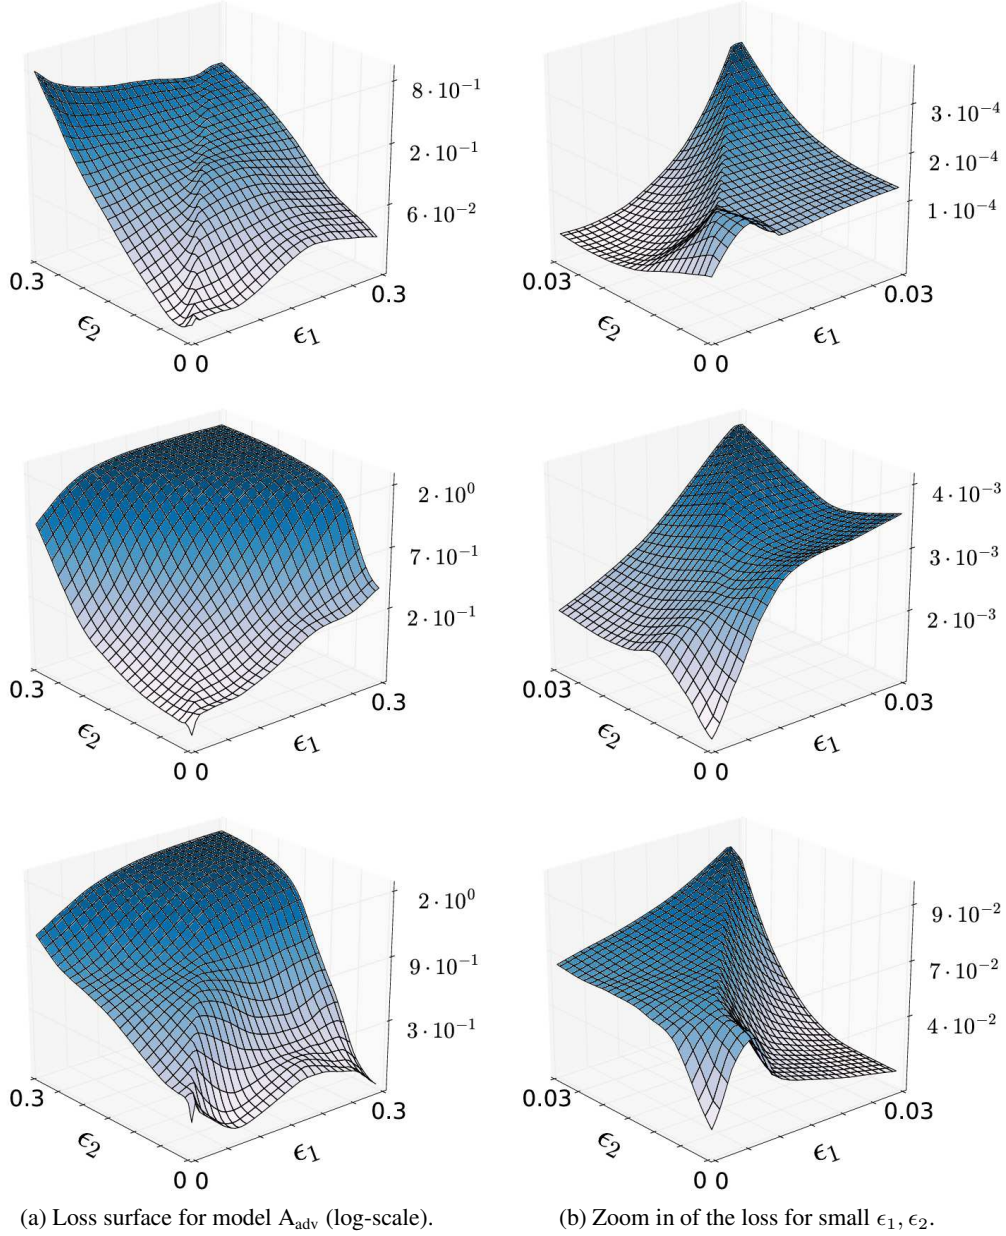 8 · 10⁻¹
2 · 10⁻¹
6 · 10⁻²
0.3
ϵ₂
0 0
ϵ₁
0.3
3 · 10⁻⁴
2 · 10⁻⁴
1 · 10⁻⁴
0.03
ϵ₂
0 0
ϵ₁
0.03
2 · 10⁰
7 · 10⁻¹
2 · 10⁻¹
0.3
ϵ₂
0 0
ϵ₁
0.3
4 · 10⁻³
3 · 10⁻³
2 · 10⁻³
0.03
ϵ₂
0 0
ϵ₁
0.03
2 · 10⁰
9 · 10⁻¹
3 · 10⁻¹
0.3
ϵ₂
0 0
ϵ₁
0.3
9 · 10⁻²
7 · 10⁻²
4 · 10⁻²
0.03
ϵ₂
0 0
ϵ₁
0.03
(a) Loss surface for model A_adv (log-scale).
(b) Zoom in of the loss for small ϵ₁, ϵ₂.